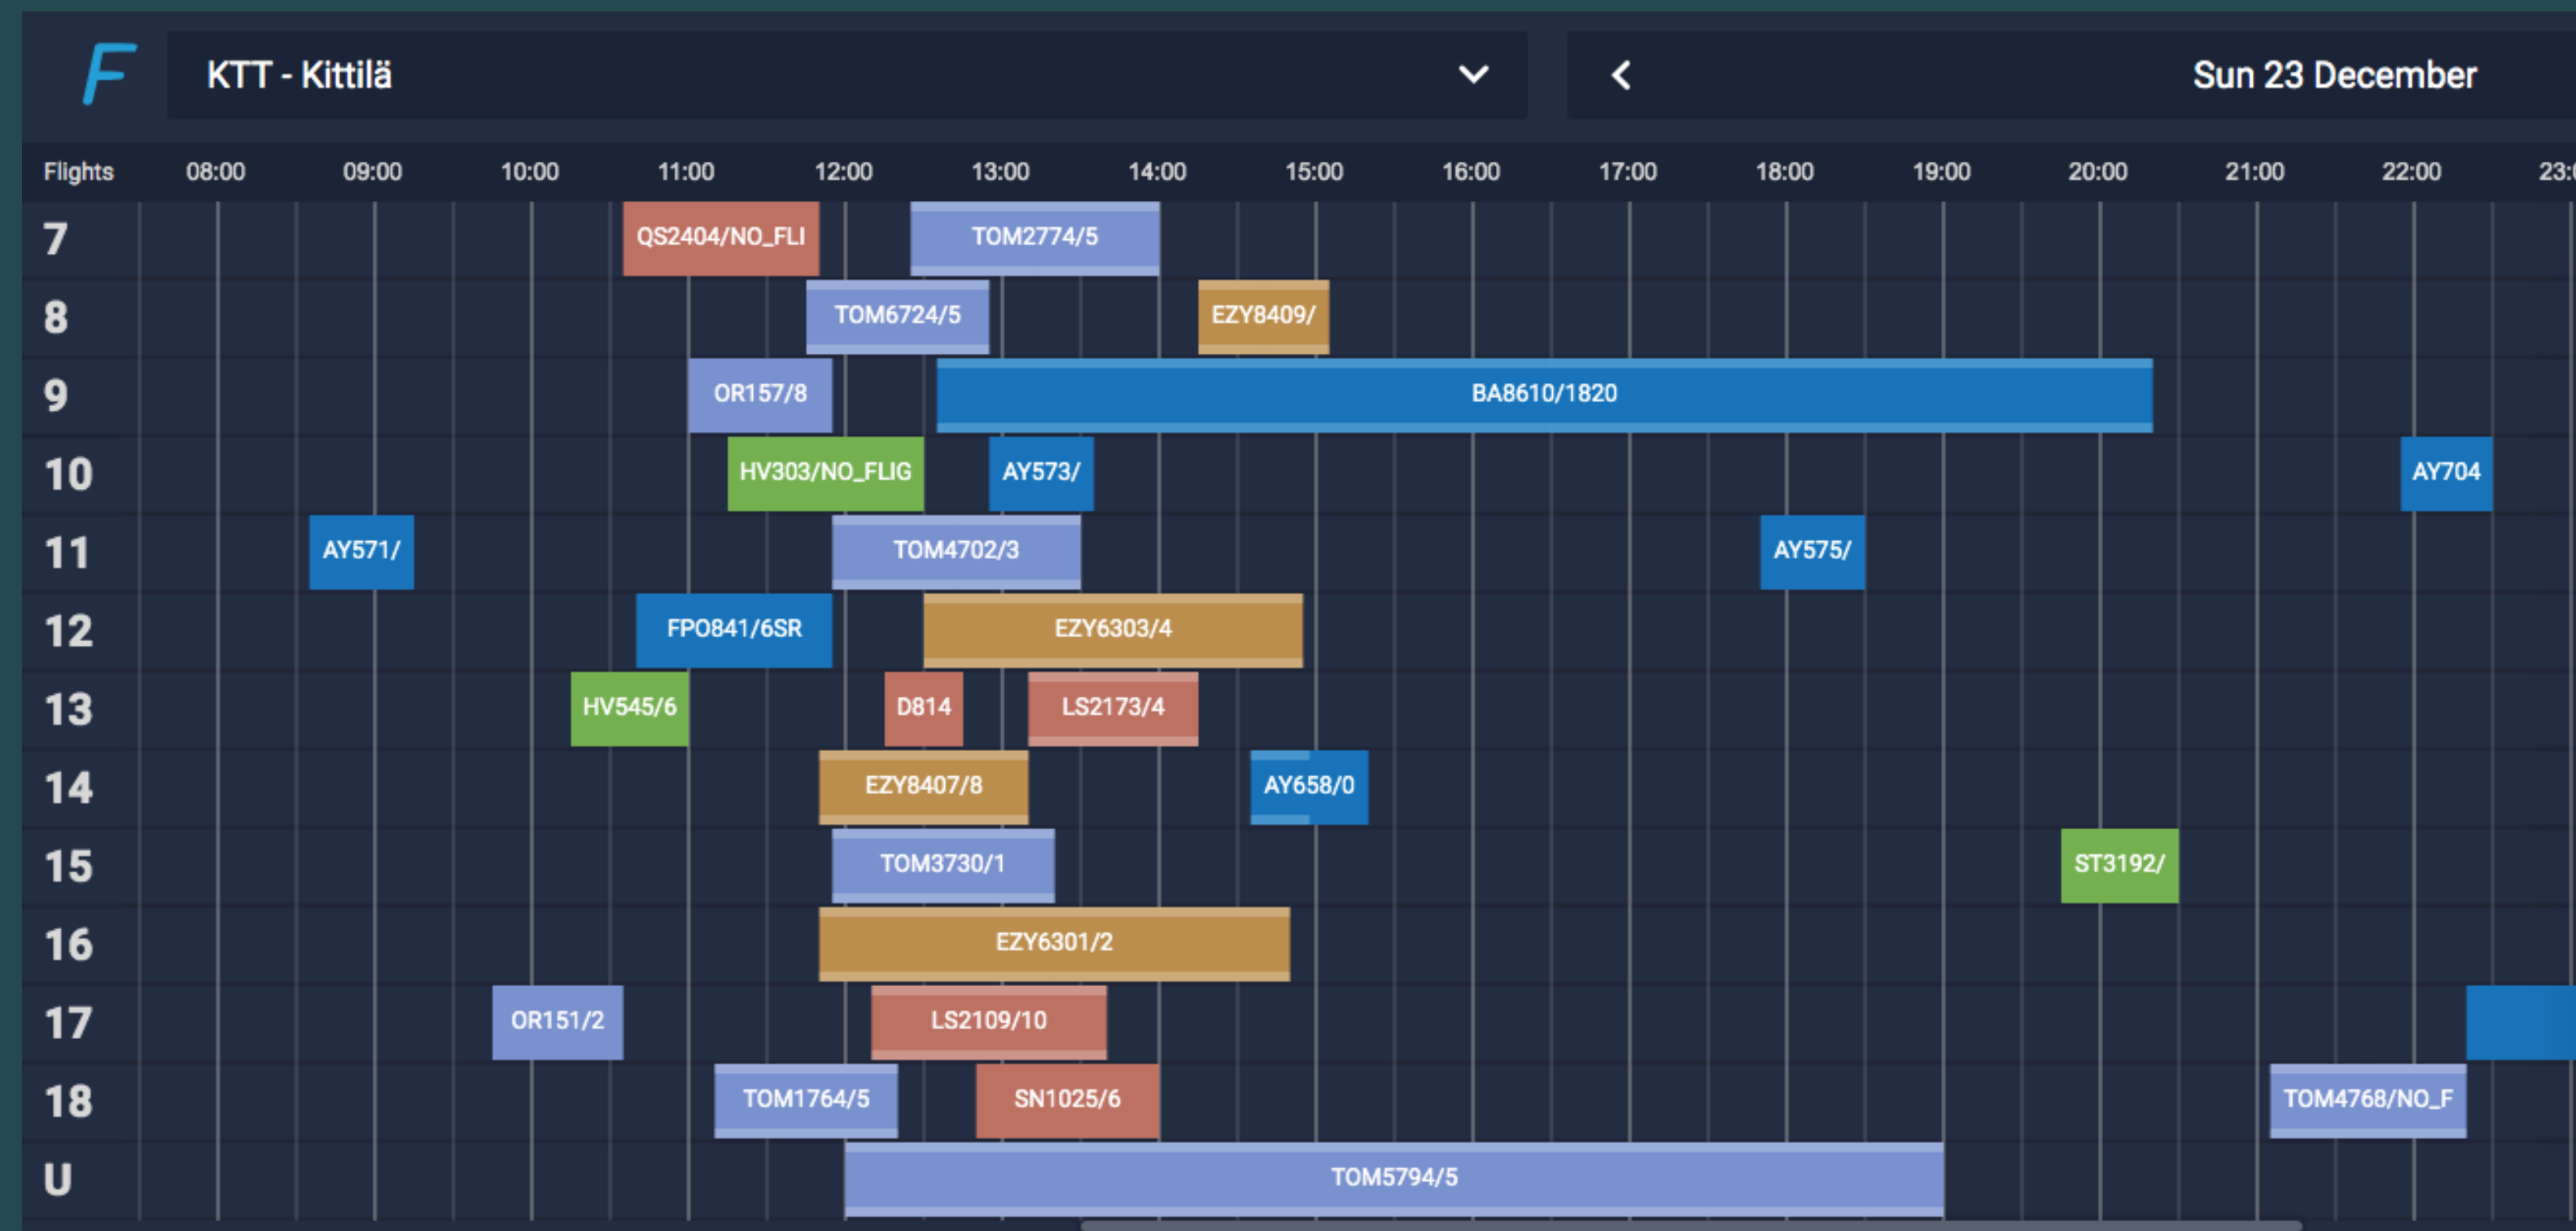 F KTT - Kittilä Sun 23 December
Flights 08:00 09:00 10:00 11:00 12:00 13:00 14:00 15:00 16:00 17:00 18:00 19:00 20:00 21:00 22:00
7 QS2404/NO_FLI TOM2774/5
8 TOM6724/5 EZY8409/
9 OR157/8 BA8610/1820
10 HV303/NO_FLIG AY573/ AY704
11 AY571/ TOM4702/3 AY575/
12 FPO841/6SR EZY6303/4
13 HV545/6 D814 LS2173/4
14 EZY8407/8 AY658/0
15 TOM3730/1 ST3192/
16 EZY6301/2
17 OR151/2 LS2109/10
18 TOM1764/5 SN1025/6 TOM4768/NO_F
U TOM5794/5